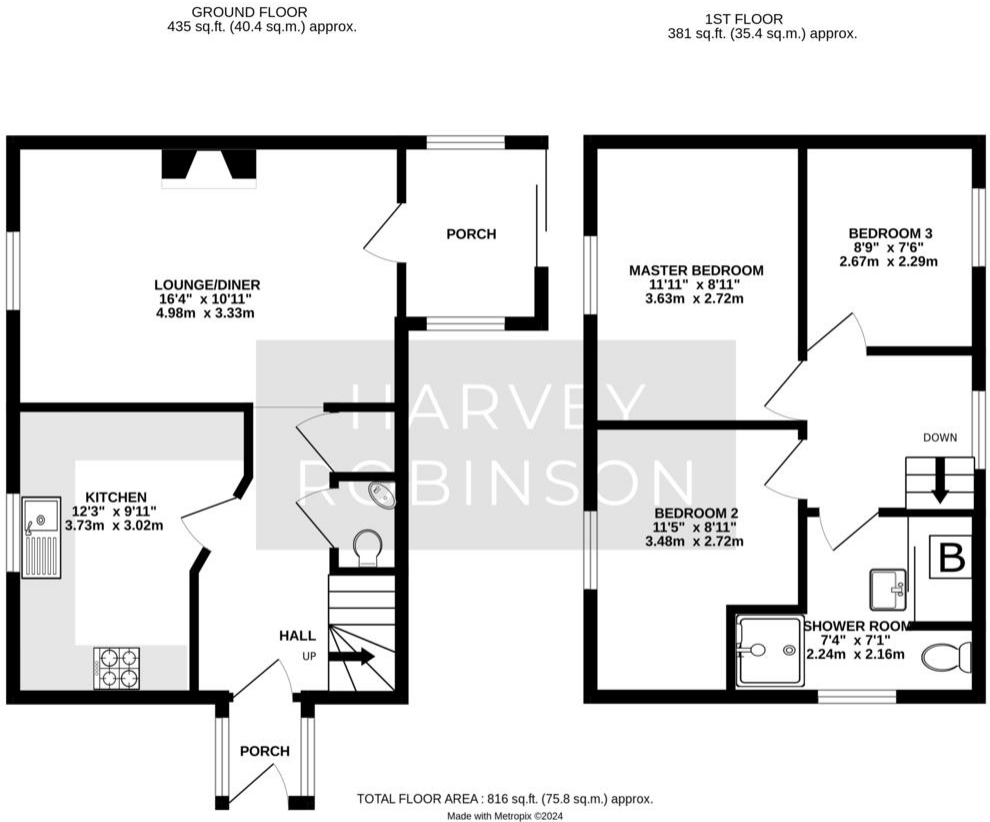 GROUND FLOOR
435 sq.ft. (40.4 sq.m.) approx.
1ST FLOOR
381 sq.ft. (35.4 sq.m.) approx.
PORCH
LOUNGE/DINER
16'4" x 10'11"
4.98m x 3.33m
BEDROOM 3
8'9" x 7'6"
2.67m x 2.29m
MASTER BEDROOM
11'11" x 8'11"
3.63m x 2.72m
HARVEY
ROBINSON
DOWN
KITCHEN
12'3" x 9'11"
3.73m x 3.02m
BEDROOM 2
11'5" x 8'11"
3.48m x 2.72m
B
HALL
UP
SHOWER ROOM
7'4" x 7'1"
2.24m x 2.16m
PORCH
TOTAL FLOOR AREA : 816 sq.ft. (75.8 sq.m.) approx.
Made with Metropix ©2024